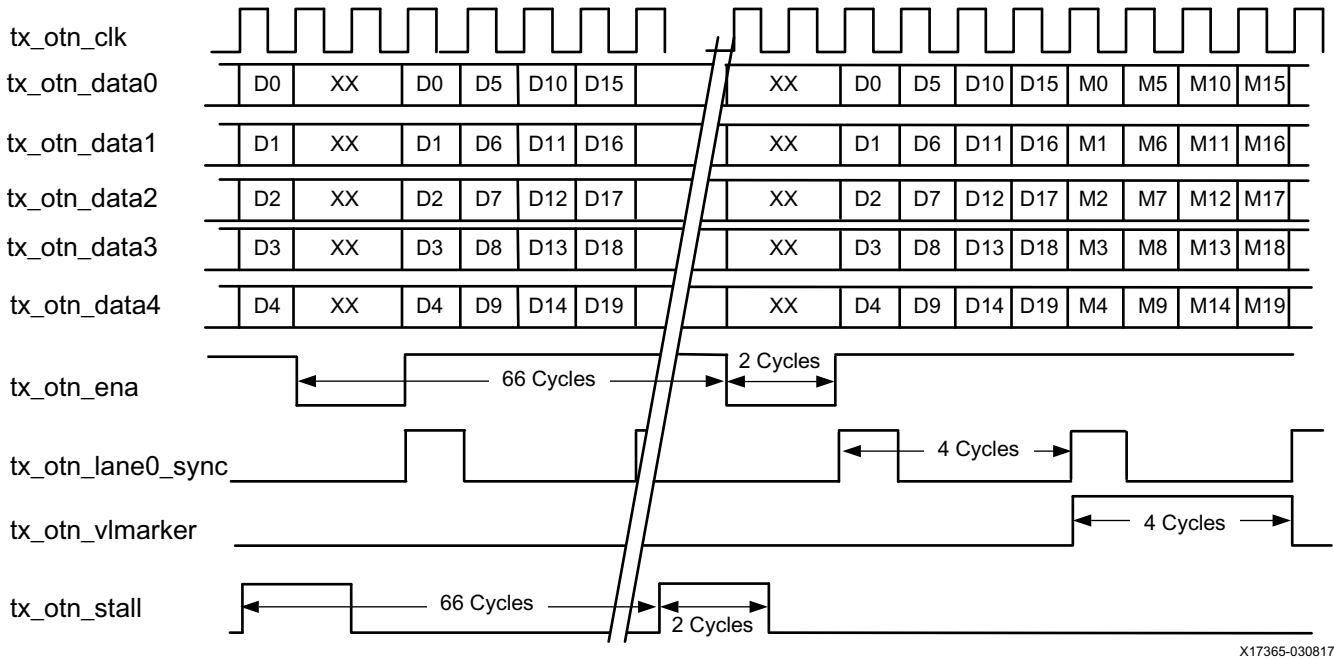 tx_otn_clk
tx_otn_data0 D0 XX D0 D5 D10 D15 XX D0 D5 D10 D15 M0 M5 M10 M15
tx_otn_data1 D1 XX D1 D6 D11 D16 XX D1 D6 D11 D16 M1 M6 M11 M16
tx_otn_data2 D2 XX D2 D7 D12 D17 XX D2 D7 D12 D17 M2 M7 M12 M17
tx_otn_data3 D3 XX D3 D8 D13 D18 XX D3 D8 D13 D18 M3 M8 M13 M18
tx_otn_data4 D4 XX D4 D9 D14 D19 XX D4 D9 D14 D19 M4 M9 M14 M19
tx_otn_ena 66 Cycles 2 Cycles
tx_otn_lane0_sync 4 Cycles
tx_otn_vlmarker 4 Cycles
tx_otn_stall 66 Cycles 2 Cycles
X17365-030817